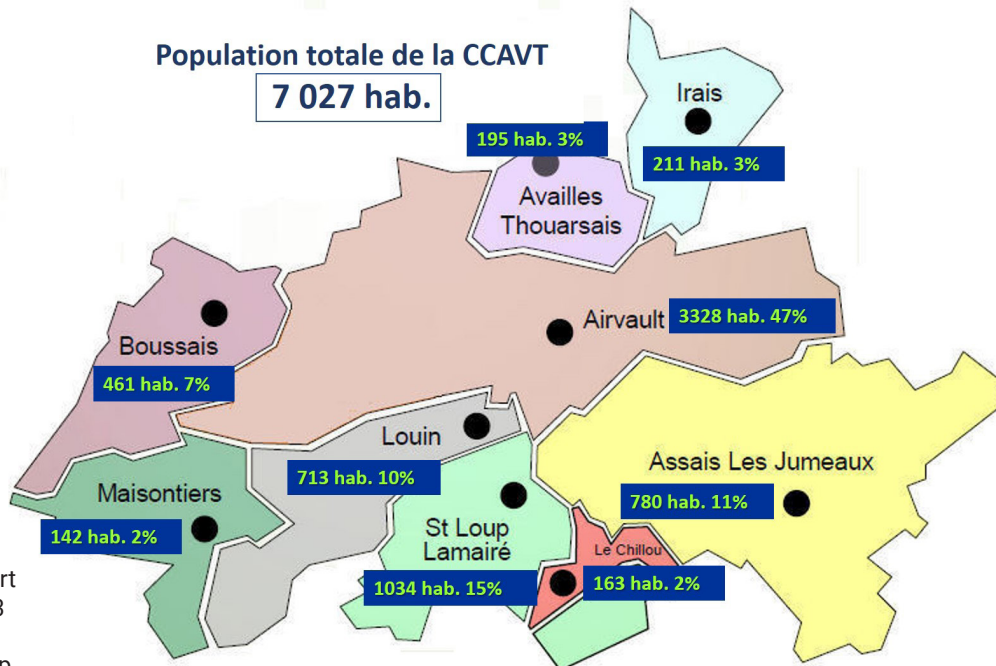 Population totale de la CCAVT
7 027 hab.
Irais
211 hab. 3%
195 hab. 3%
Availles
Thouarsais
Airvault
3328 hab. 47%
Boussais
461 hab. 7%
Louin
713 hab. 10%
Assais Les Jumeaux
780 hab. 11%
Maisontiers
142 hab. 2%
St Loup
Lamairé
1034 hab. 15%
Le Chillou
163 hab. 2%